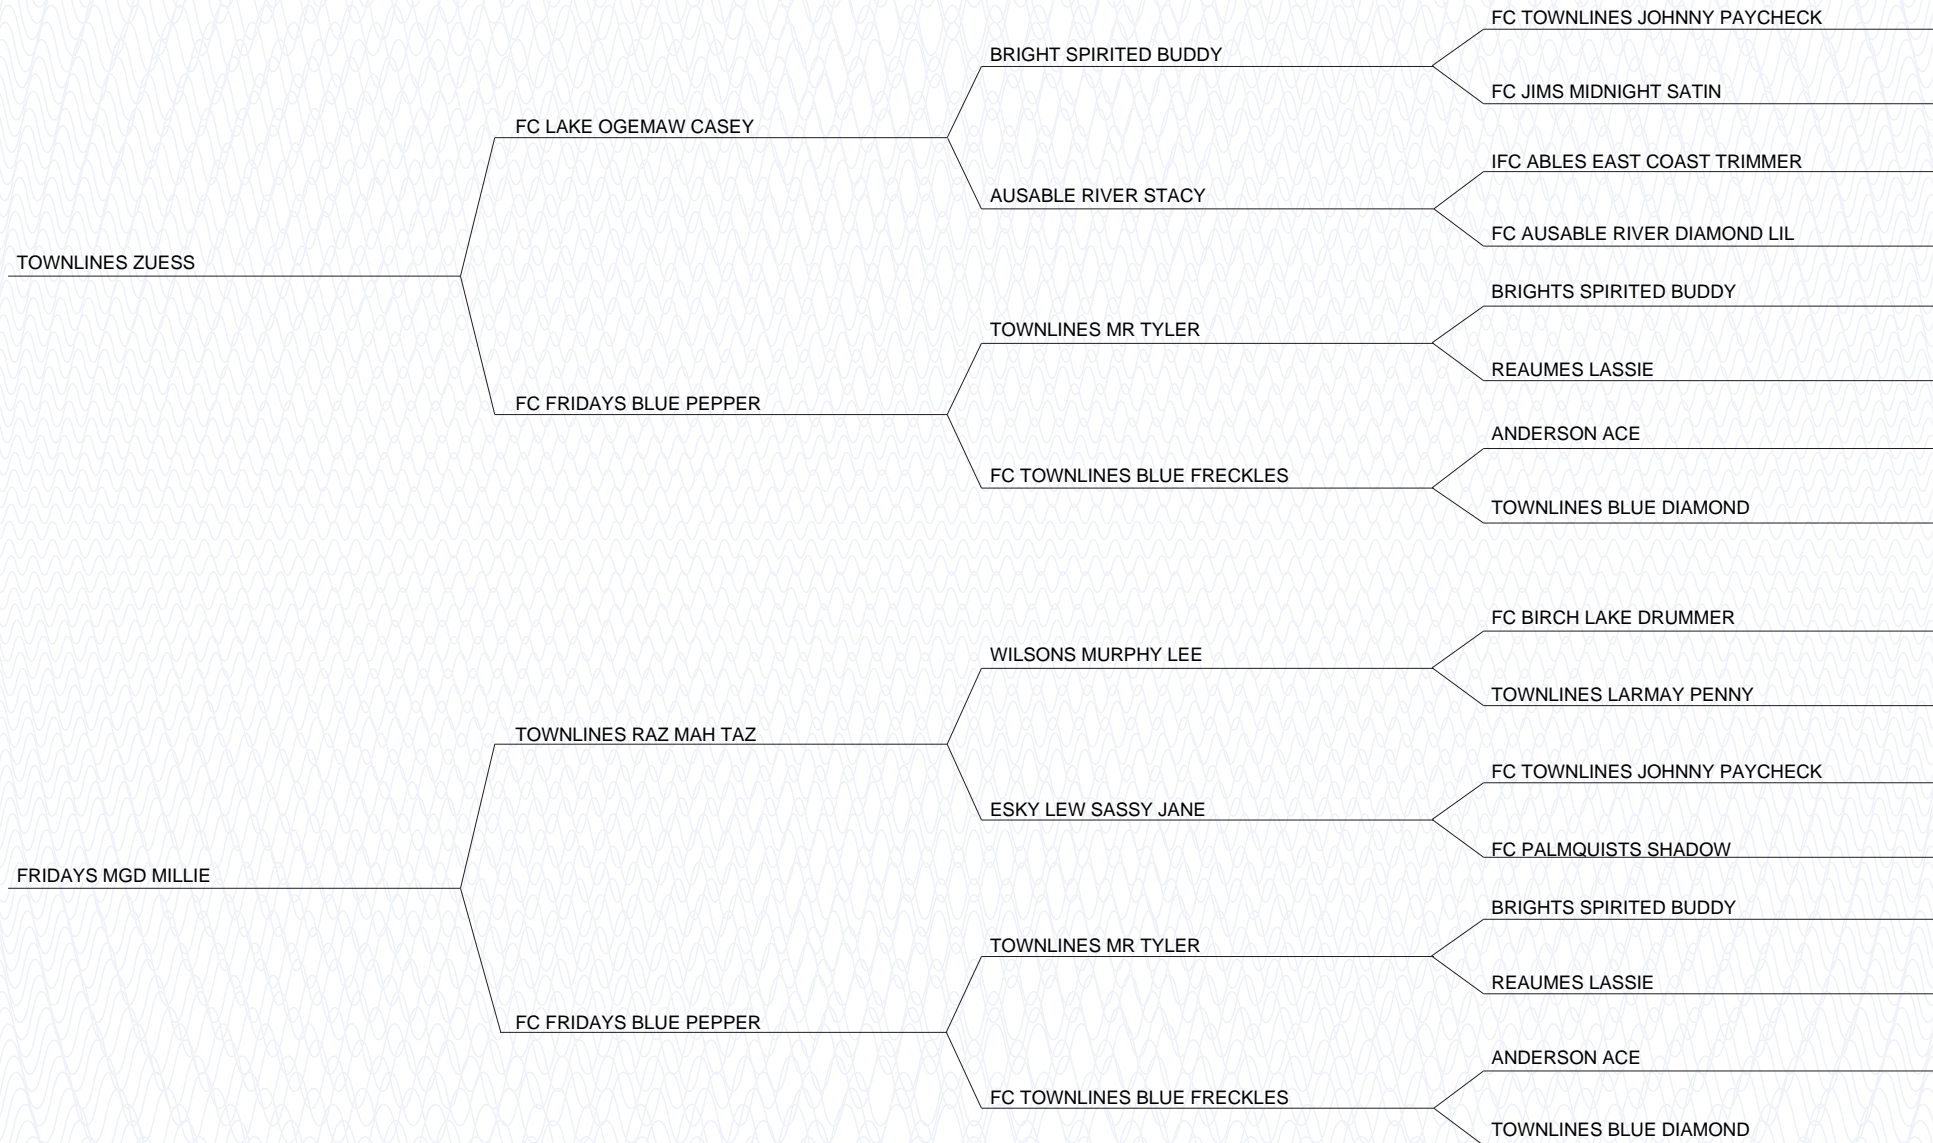 FC TOWNLINES JOHNNY PAYCHECK
BRIGHT SPIRITED BUDDY
FC JIMS MIDNIGHT SATIN
FC LAKE OGEMAW CASEY
IFC ABLES EAST COAST TRIMMER
AUSABLE RIVER STACY
FC AUSABLE RIVER DIAMOND LIL
TOWNLINES ZUESS
BRIGHTS SPIRITED BUDDY
TOWNLINES MR TYLER
REAUMES LASSIE
FC FRIDAYS BLUE PEPPER
ANDERSON ACE
FC TOWNLINES BLUE FRECKLES
TOWNLINES BLUE DIAMOND
FC BIRCH LAKE DRUMMER
WILSONS MURPHY LEE
TOWNLINES LARMAY PENNY
TOWNLINES RAZ MAH TAZ
FC TOWNLINES JOHNNY PAYCHECK
ESKY LEW SASSY JANE
FC PALMQUISTS SHADOW
FRIDAYS MGD MILLIE
BRIGHTS SPIRITED BUDDY
TOWNLINES MR TYLER
REAUMES LASSIE
FC FRIDAYS BLUE PEPPER
ANDERSON ACE
FC TOWNLINES BLUE FRECKLES
TOWNLINES BLUE DIAMOND